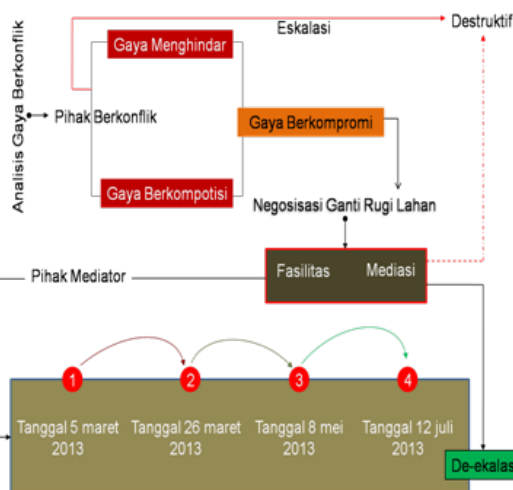 Analisis Gaya Berkonflik
Gaya Menghindar
Eskalasi
Destruktif
Pihak Berkonflik
Gaya Berkompromi
Gaya Berkompotisi
Negosisasi Ganti Rugi Lahan
Pihak Mediator
Fasilitas Mediasi
1
2
3
4
Tanggal 5 maret
2013
Tanggal 26 maret
2013
Tanggal 8 mei
2013
Tanggal 12 juli
2013
De-ekalas